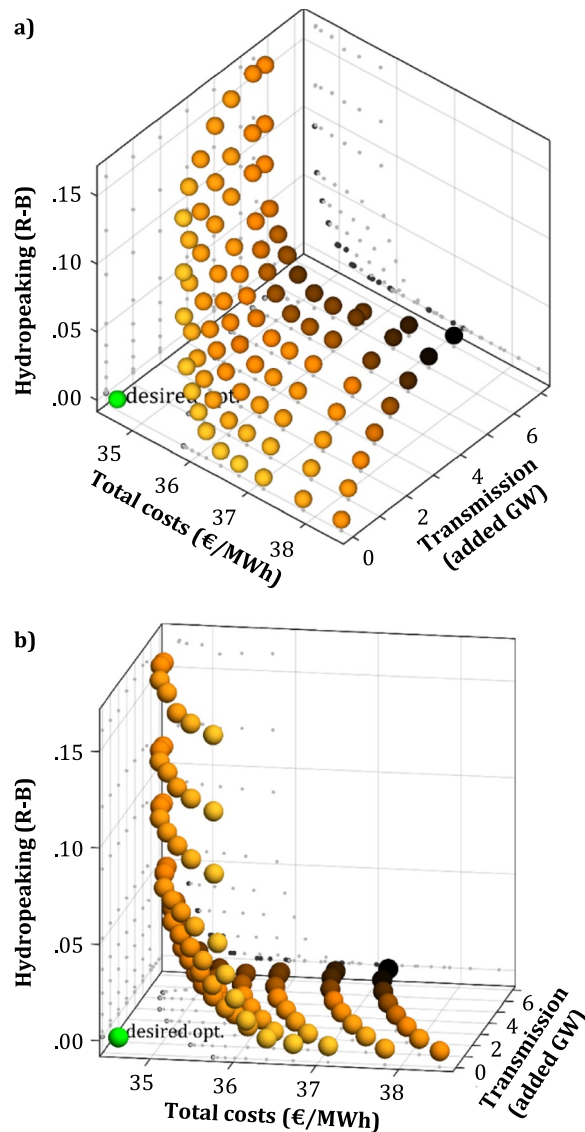 a)
Hydropeaking (R-B)
.15
.10
.05
.00
desired opt.
35
36
37
38
Total costs (€/MWh)
0
2
4
6
Transmission
(added GW)
b)
Hydropeaking (R-B)
.15
.10
.05
.00
desired opt.
35
36
37
38
Total costs (€/MWh)
0
2
4
6
Transmission
(added GW)